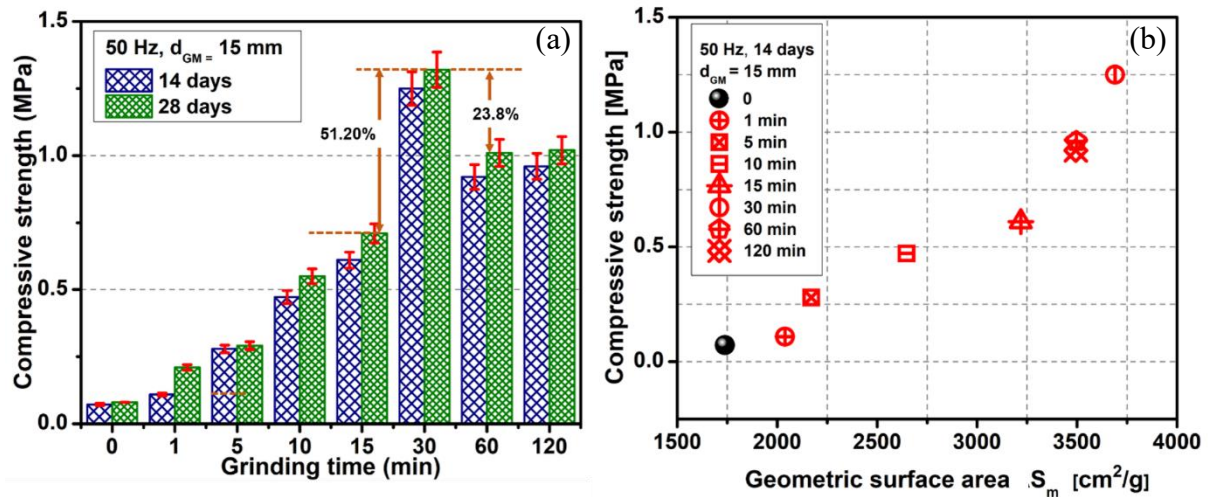 (a)
50 Hz, d GM = 15 mm
14 days
28 days
51.20%
23.8%
Compressive strength (MPa)
1.5
1.0
0.5
0.0
0 1 5 10 15 30 60 120
Grinding time (min)
(b)
50 Hz, 14 days
d GM = 15 mm
0
1 min
5 min
10 min
15 min
30 min
60 min
120 min
Compressive strength [MPa]
1.5
1.0
0.5
0.0
1500 2000 2500 3000 3500 4000
Geometric surface area S m [cm²/g]